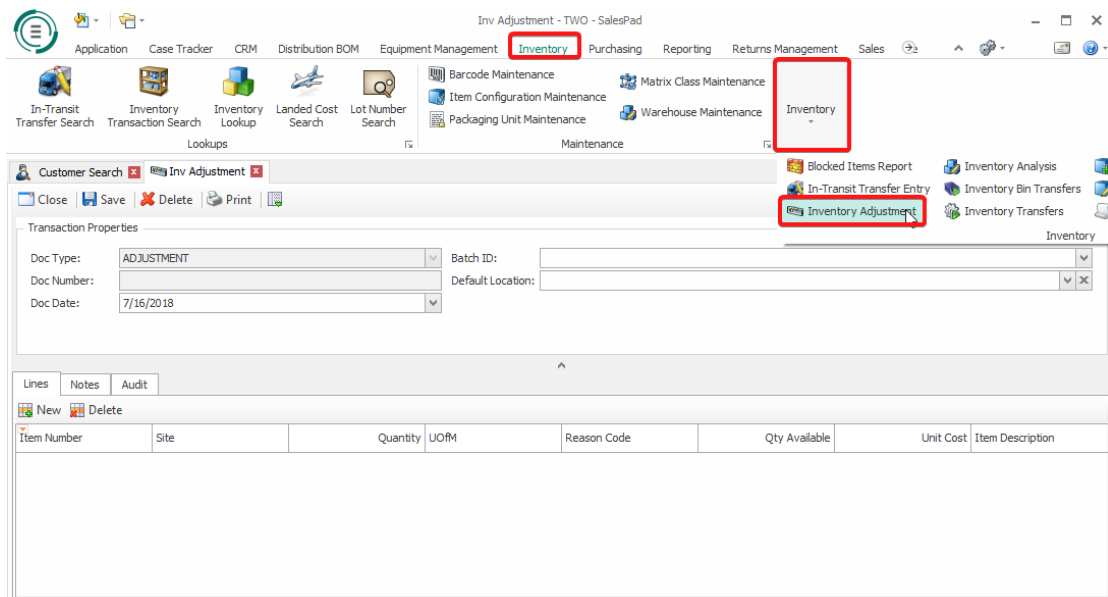 Inv Adjustment - TWO - SalesPad
Application Case Tracker CRM Distribution BOM Equipment Management Inventory Purchasing Reporting Returns Management Sales
In-Transit Transfer Search
Inventory Transaction Search
Inventory Lookup
Landed Cost Search
Lot Number Search
Lookups
Barcode Maintenance
Item Configuration Maintenance
Packaging Unit Maintenance
Matrix Class Maintenance
Warehouse Maintenance
Maintenance
Inventory
Blocked Items Report Inventory Analysis
In-Transit Transfer Entry Inventory Bin Transfers
Inventory Adjustment Inventory Transfers
Inventory
Customer Search Inv Adjustment
Close Save Delete Print
Transaction Properties
Doc Type: ADJUSTMENT Batch ID:
Doc Number: Default Location:
Doc Date: 7/16/2018
Lines Notes Audit
New Delete
Item Number Site Quantity UOfM Reason Code Qty Available Unit Cost Item Description